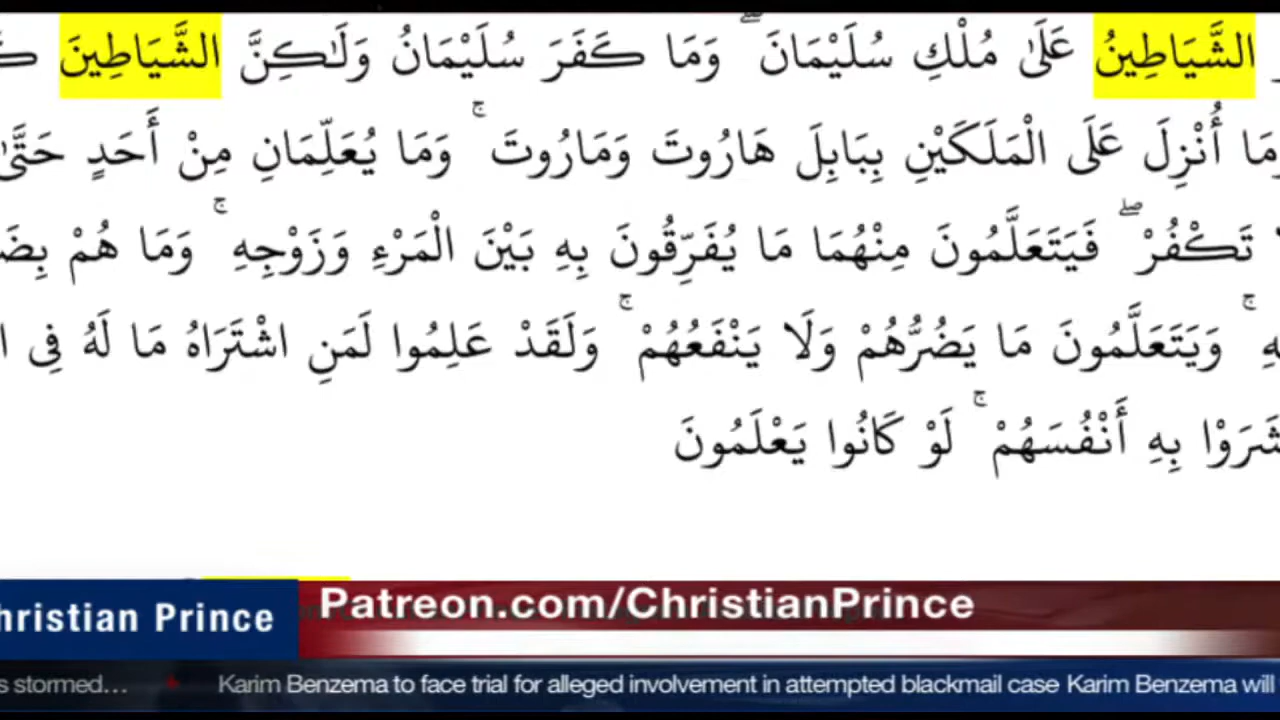 الشَّيَاطِينُ عَلَىٰ مُلْكِ سُلَيْمَانَ ۖ وَمَا كَفَرَ سُلَيْمَانُ وَلَٰكِنَّ الشَّيَاطِينَ
مَا أُنْزِلَ عَلَى الْمَلَكَيْنِ بِبَابِلَ هَارُوتَ وَمَارُوتَ ۚ وَمَا يُعَلِّمَانِ مِنْ أَحَدٍ حَتَّىٰ
تَكْفُرْ ۖ فَيَتَعَلَّمُونَ مِنْهُمَا مَا يُفَرِّقُونَ بِهِ بَيْنَ الْمَرْءِ وَزَوْجِهِ ۚ وَمَا هُمْ
ۚ وَيَتَعَلَّمُونَ مَا يَضُرُّهُمْ وَلَا يَنْفَعُهُمْ ۚ وَلَقَدْ عَلِمُوا لَمَنِ اشْتَرَاهُ مَا لَهُ فِي
شَرَوْا بِهِ أَنْفُسَهُمْ ۚ لَوْ كَانُوا يَعْلَمُونَ
Patreon.com/ChristianPrince
hristian Prince
s stormed... Karim Benzema to face trial for alleged involvement in attempted blackmail case Karim Benzema will